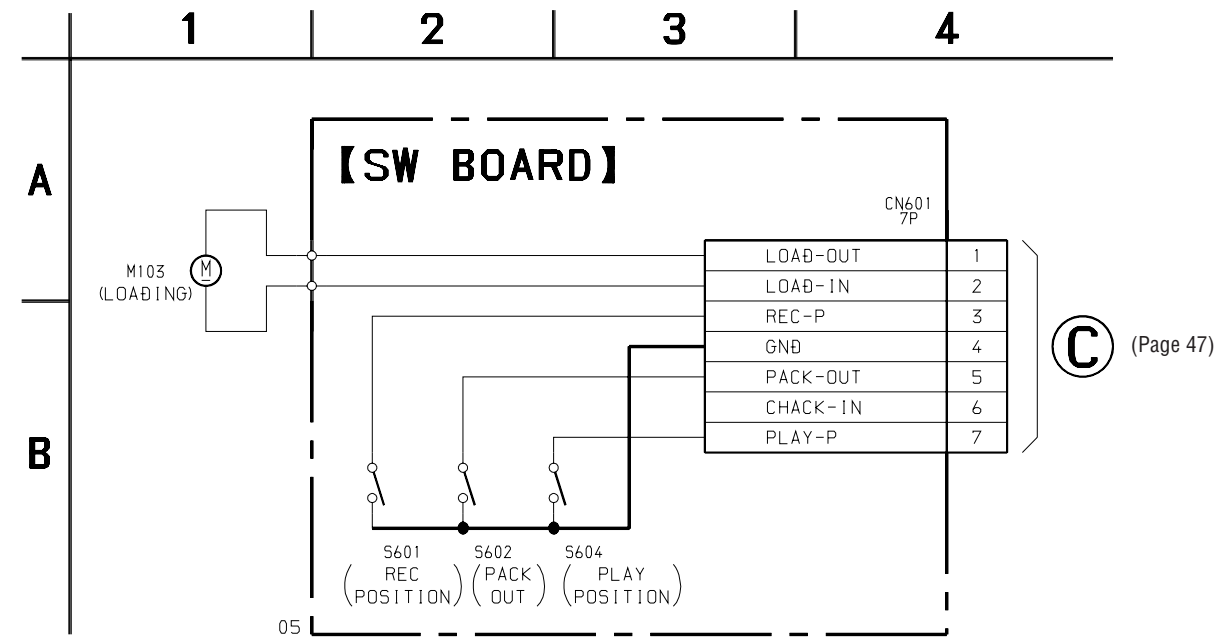 1 2 3 4
A
【SW BOARD】
CN601
7P
LOAD-OUT 1
LOAD-IN 2
REC-P 3
GND 4
PACK-OUT 5
CHACK-IN 6
PLAY-P 7
M103
(LOADING)
M
C (Page 47)
B
S601
(REC
POSITION)
S602
(PACK
OUT)
S604
(PLAY
POSITION)
05